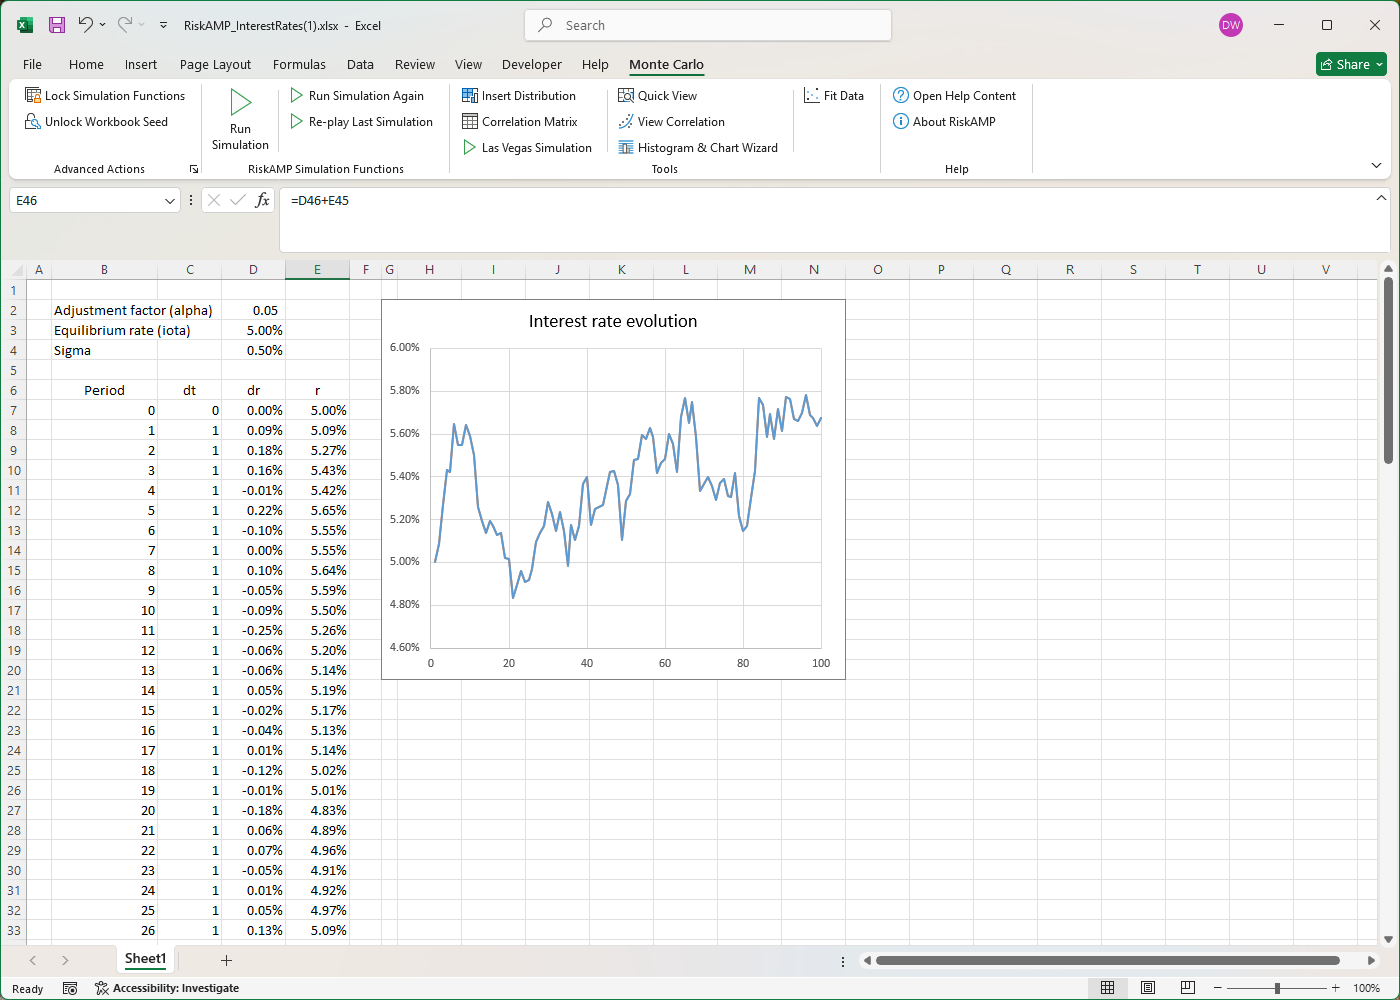 RiskAMP_InterestRates(1).xlsx - Excel
Search
DW
File Home Insert Page Layout Formulas Data Review View Developer Help Monte Carlo Share
Lock Simulation Functions
Unlock Workbook Seed
Advanced Actions
Run
Simulation
Run Simulation Again
Re-play Last Simulation
RiskAMP Simulation Functions
Insert Distribution
Correlation Matrix
Las Vegas Simulation
Quick View
View Correlation
Histogram & Chart Wizard
Fit Data
Tools
Open Help Content
About RiskAMP
Help
E46 fx =D46+E45
A B C D E F G H I J K L M N O P Q R S T U V
1
2 Adjustment factor (alpha) 0.05
3 Equilibrium rate (iota) 5.00%
4 Sigma 0.50%
5
6 Period dt dr r
7 0 0 0.00% 5.00%
8 1 1 0.09% 5.09%
9 2 1 0.18% 5.27%
10 3 1 0.16% 5.43%
11 4 1 -0.01% 5.42%
12 5 1 0.22% 5.65%
13 6 1 -0.10% 5.55%
14 7 1 0.00% 5.55%
15 8 1 0.10% 5.64%
16 9 1 -0.05% 5.59%
17 10 1 -0.09% 5.50%
18 11 1 -0.25% 5.26%
19 12 1 -0.06% 5.20%
20 13 1 -0.06% 5.14%
21 14 1 0.05% 5.19%
22 15 1 -0.02% 5.17%
23 16 1 -0.04% 5.13%
24 17 1 0.01% 5.14%
25 18 1 -0.12% 5.02%
26 19 1 -0.01% 5.01%
27 20 1 -0.18% 4.83%
28 21 1 0.06% 4.89%
29 22 1 0.07% 4.96%
30 23 1 -0.05% 4.91%
31 24 1 0.01% 4.92%
32 25 1 0.05% 4.97%
33 26 1 0.13% 5.09%
Interest rate evolution
6.00%
5.80%
5.60%
5.40%
5.20%
5.00%
4.80%
4.60%
0 20 40 60 80 100
Sheet1
Ready Accessibility: Investigate 100%